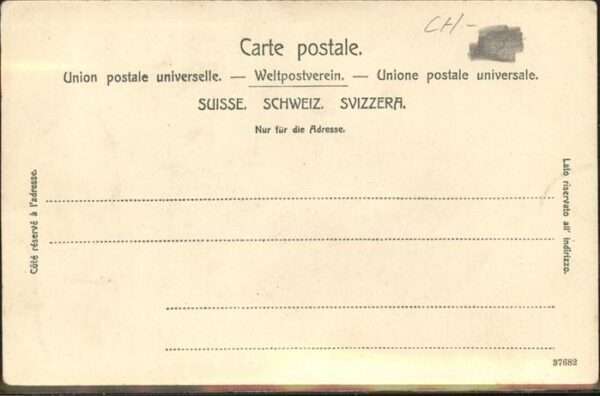 CH-
Carte postale.
Union postale universelle. — Weltpostverein. — Unione postale universale.
SUISSE. SCHWEIZ. SVIZZERA.
Nur für die Adresse.
Côté réservé à l'adresse.
Lato riservato all' indirizzo.
37682